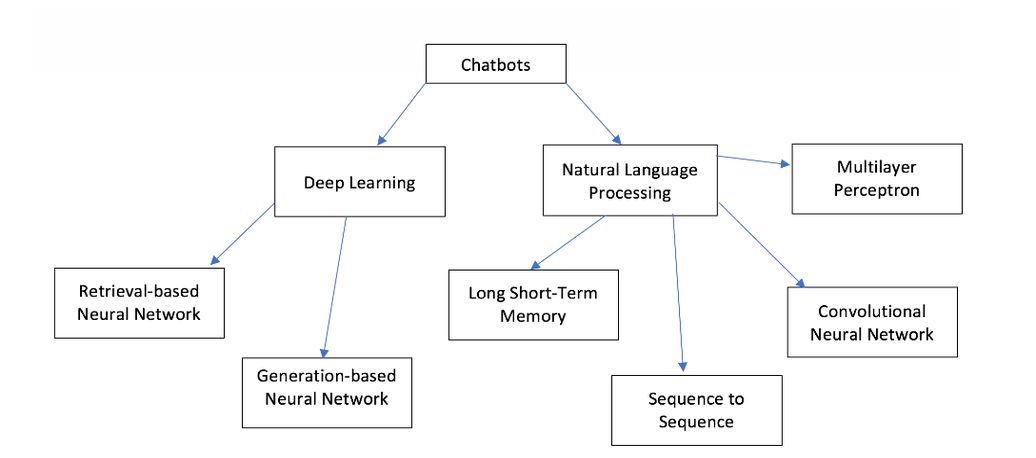 Chatbots
Deep Learning
Natural Language
Processing
Multilayer
Perceptron
Retrieval-based
Neural Network
Generation-based
Neural Network
Long Short-Term
Memory
Sequence to
Sequence
Convolutional
Neural Network